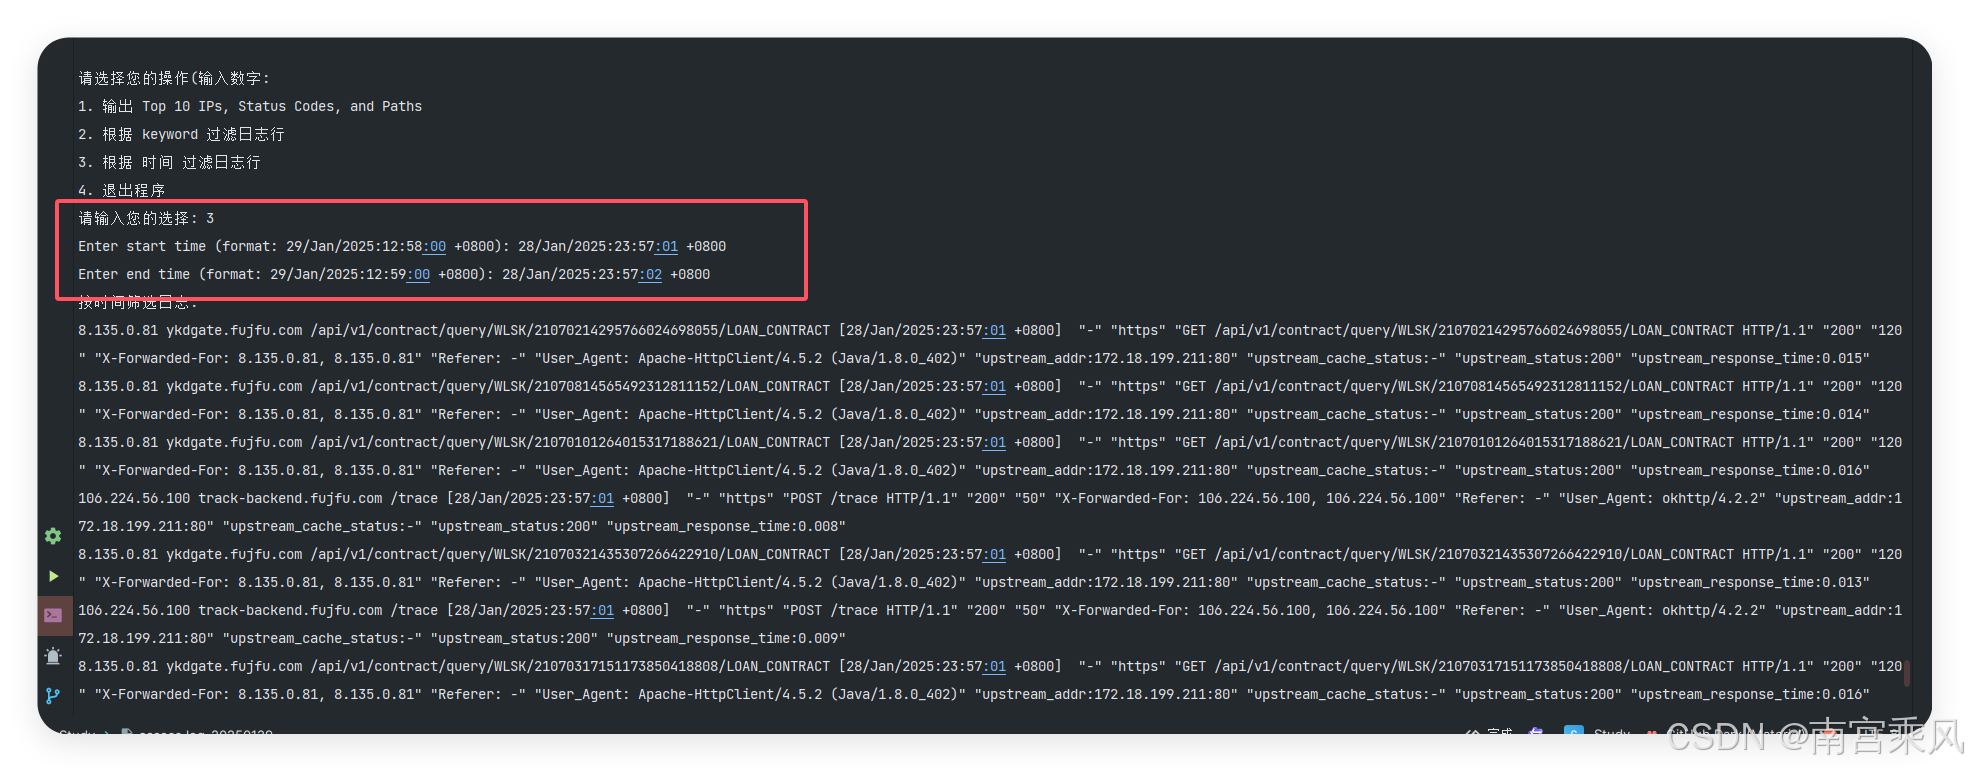 请选择您的操作(输入数字:
1. 输出 Top 10 IPs, Status Codes, and Paths
2. 根据 keyword 过滤日志行
3. 根据 时间 过滤日志行
4. 退出程序
请输入您的选择: 3
Enter start time (format: 29/Jan/2025:12:58:00 +0800): 28/Jan/2025:23:57:01 +0800
Enter end time (format: 29/Jan/2025:12:59:00 +0800): 28/Jan/2025:23:57:02 +0800
按时间筛选日志:
8.135.0.81 ykdgate.fujfu.com /api/v1/contract/query/WLSK/21070214295766024698055/LOAN_CONTRACT [28/Jan/2025:23:57:01 +0800]  "-" "https" "GET /api/v1/contract/query/WLSK/21070214295766024698055/LOAN_CONTRACT HTTP/1.1" "200" "120
" "X-Forwarded-For: 8.135.0.81, 8.135.0.81" "Referer: -" "User_Agent: Apache-HttpClient/4.5.2 (Java/1.8.0_402)" "upstream_addr:172.18.199.211:80" "upstream_cache_status:-" "upstream_status:200" "upstream_response_time:0.015"
8.135.0.81 ykdgate.fujfu.com /api/v1/contract/query/WLSK/21070814565492312811152/LOAN_CONTRACT [28/Jan/2025:23:57:01 +0800]  "-" "https" "GET /api/v1/contract/query/WLSK/21070814565492312811152/LOAN_CONTRACT HTTP/1.1" "200" "120
" "X-Forwarded-For: 8.135.0.81, 8.135.0.81" "Referer: -" "User_Agent: Apache-HttpClient/4.5.2 (Java/1.8.0_402)" "upstream_addr:172.18.199.211:80" "upstream_cache_status:-" "upstream_status:200" "upstream_response_time:0.014"
8.135.0.81 ykdgate.fujfu.com /api/v1/contract/query/WLSK/21070101264015317188621/LOAN_CONTRACT [28/Jan/2025:23:57:01 +0800]  "-" "https" "GET /api/v1/contract/query/WLSK/21070101264015317188621/LOAN_CONTRACT HTTP/1.1" "200" "120
" "X-Forwarded-For: 8.135.0.81, 8.135.0.81" "Referer: -" "User_Agent: Apache-HttpClient/4.5.2 (Java/1.8.0_402)" "upstream_addr:172.18.199.211:80" "upstream_cache_status:-" "upstream_status:200" "upstream_response_time:0.016"
106.224.56.100 track-backend.fujfu.com /trace [28/Jan/2025:23:57:01 +0800]  "-" "https" "POST /trace HTTP/1.1" "200" "50" "X-Forwarded-For: 106.224.56.100, 106.224.56.100" "Referer: -" "User_Agent: okhttp/4.2.2" "upstream_addr:1
72.18.199.211:80" "upstream_cache_status:-" "upstream_status:200" "upstream_response_time:0.008"
8.135.0.81 ykdgate.fujfu.com /api/v1/contract/query/WLSK/21070321435307266422910/LOAN_CONTRACT [28/Jan/2025:23:57:01 +0800]  "-" "https" "GET /api/v1/contract/query/WLSK/21070321435307266422910/LOAN_CONTRACT HTTP/1.1" "200" "120
" "X-Forwarded-For: 8.135.0.81, 8.135.0.81" "Referer: -" "User_Agent: Apache-HttpClient/4.5.2 (Java/1.8.0_402)" "upstream_addr:172.18.199.211:80" "upstream_cache_status:-" "upstream_status:200" "upstream_response_time:0.013"
106.224.56.100 track-backend.fujfu.com /trace [28/Jan/2025:23:57:01 +0800]  "-" "https" "POST /trace HTTP/1.1" "200" "50" "X-Forwarded-For: 106.224.56.100, 106.224.56.100" "Referer: -" "User_Agent: okhttp/4.2.2" "upstream_addr:1
72.18.199.211:80" "upstream_cache_status:-" "upstream_status:200" "upstream_response_time:0.009"
8.135.0.81 ykdgate.fujfu.com /api/v1/contract/query/WLSK/21070317151173850418808/LOAN_CONTRACT [28/Jan/2025:23:57:01 +0800]  "-" "https" "GET /api/v1/contract/query/WLSK/21070317151173850418808/LOAN_CONTRACT HTTP/1.1" "200" "120
" "X-Forwarded-For: 8.135.0.81, 8.135.0.81" "Referer: -" "User_Agent: Apache-HttpClient/4.5.2 (Java/1.8.0_402)" "upstream_addr:172.18.199.211:80" "upstream_cache_status:-" "upstream_status:200" "upstream_response_time:0.016"
CSDN @南宫乘风